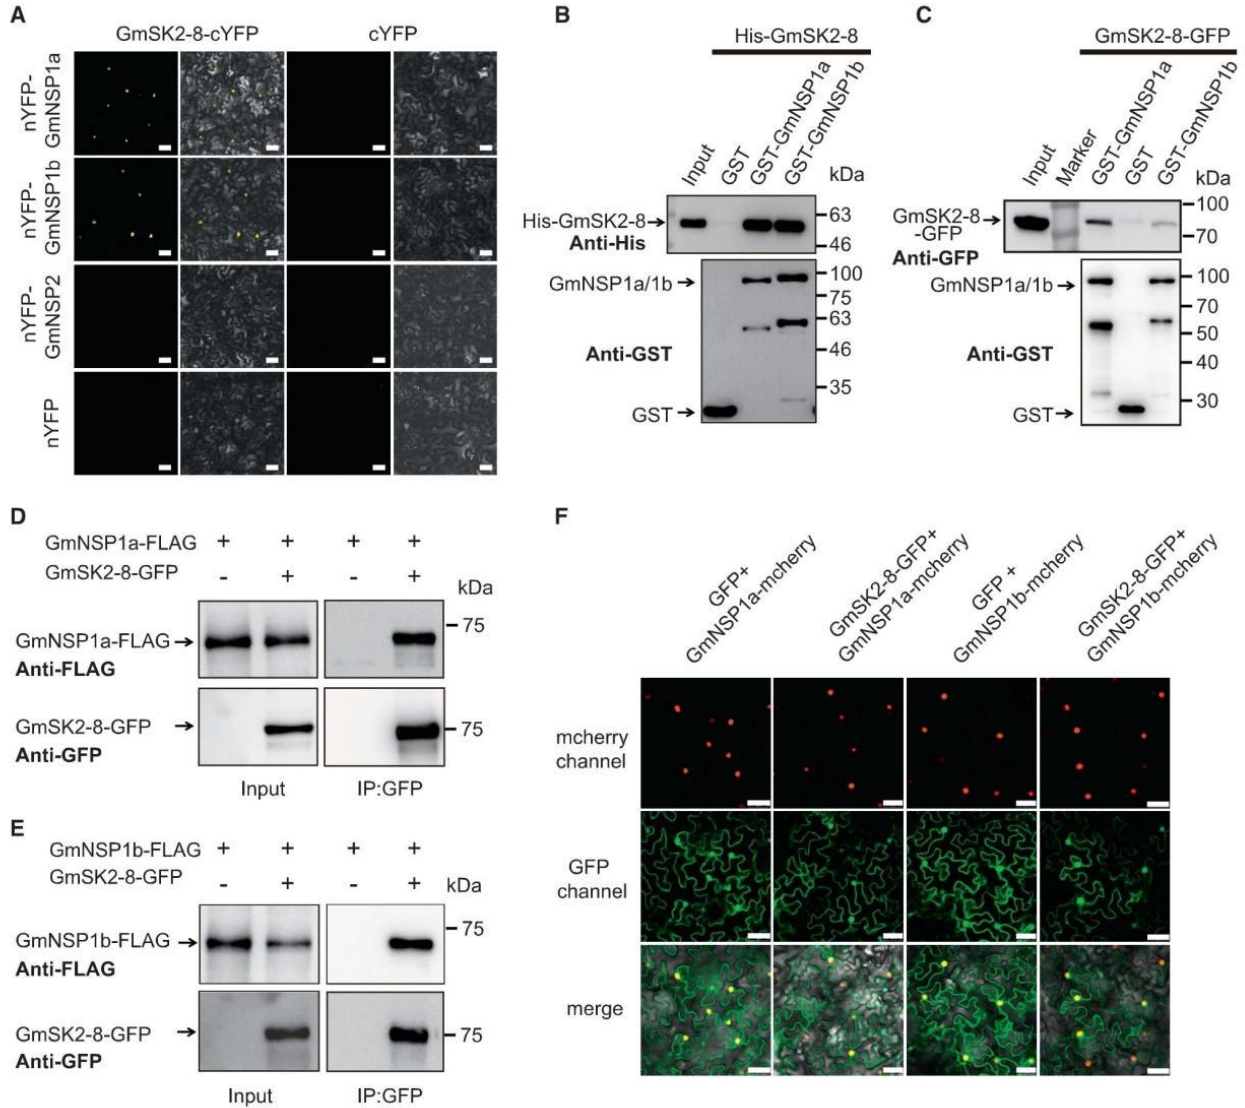 A
GmSK2-8-cYFP
cYFP
nYFP-
GmNSP1a
nYFP-
GmNSP1b
nYFP-
GmNSP2
nYFP
B
His-GmSK2-8
Input
GST
GST-GmNSP1a
GST-GmNSP1b
kDa
His-GmSK2-8
Anti-His
63
46
GmNSP1a/1b
Anti-GST
GST
100
75
63
46
35
C
GmSK2-8-GFP
Input
Marker
GST-GmNSP1a
GST
GST-GmNSP1b
kDa
GmSK2-8
-GFP
Anti-GFP
100
70
GmNSP1a/1b
Anti-GST
GST
100
70
50
40
30
D
GmNSP1a-FLAG + + + +
GmSK2-8-GFP - + - +
kDa
GmNSP1a-FLAG
Anti-FLAG
75
GmSK2-8-GFP
Anti-GFP
75
Input IP:GFP
E
GmNSP1b-FLAG + + + +
GmSK2-8-GFP - + - +
kDa
GmNSP1b-FLAG
Anti-FLAG
75
GmSK2-8-GFP
Anti-GFP
75
Input IP:GFP
F
GFP+
GmNSP1a-mcherry
GmSK2-8-GFP+
GmNSP1a-mcherry
GFP +
GmNSP1b-mcherry
GmSK2-8-GFP+
GmNSP1b-mcherry
mcherry
channel
GFP
channel
merge